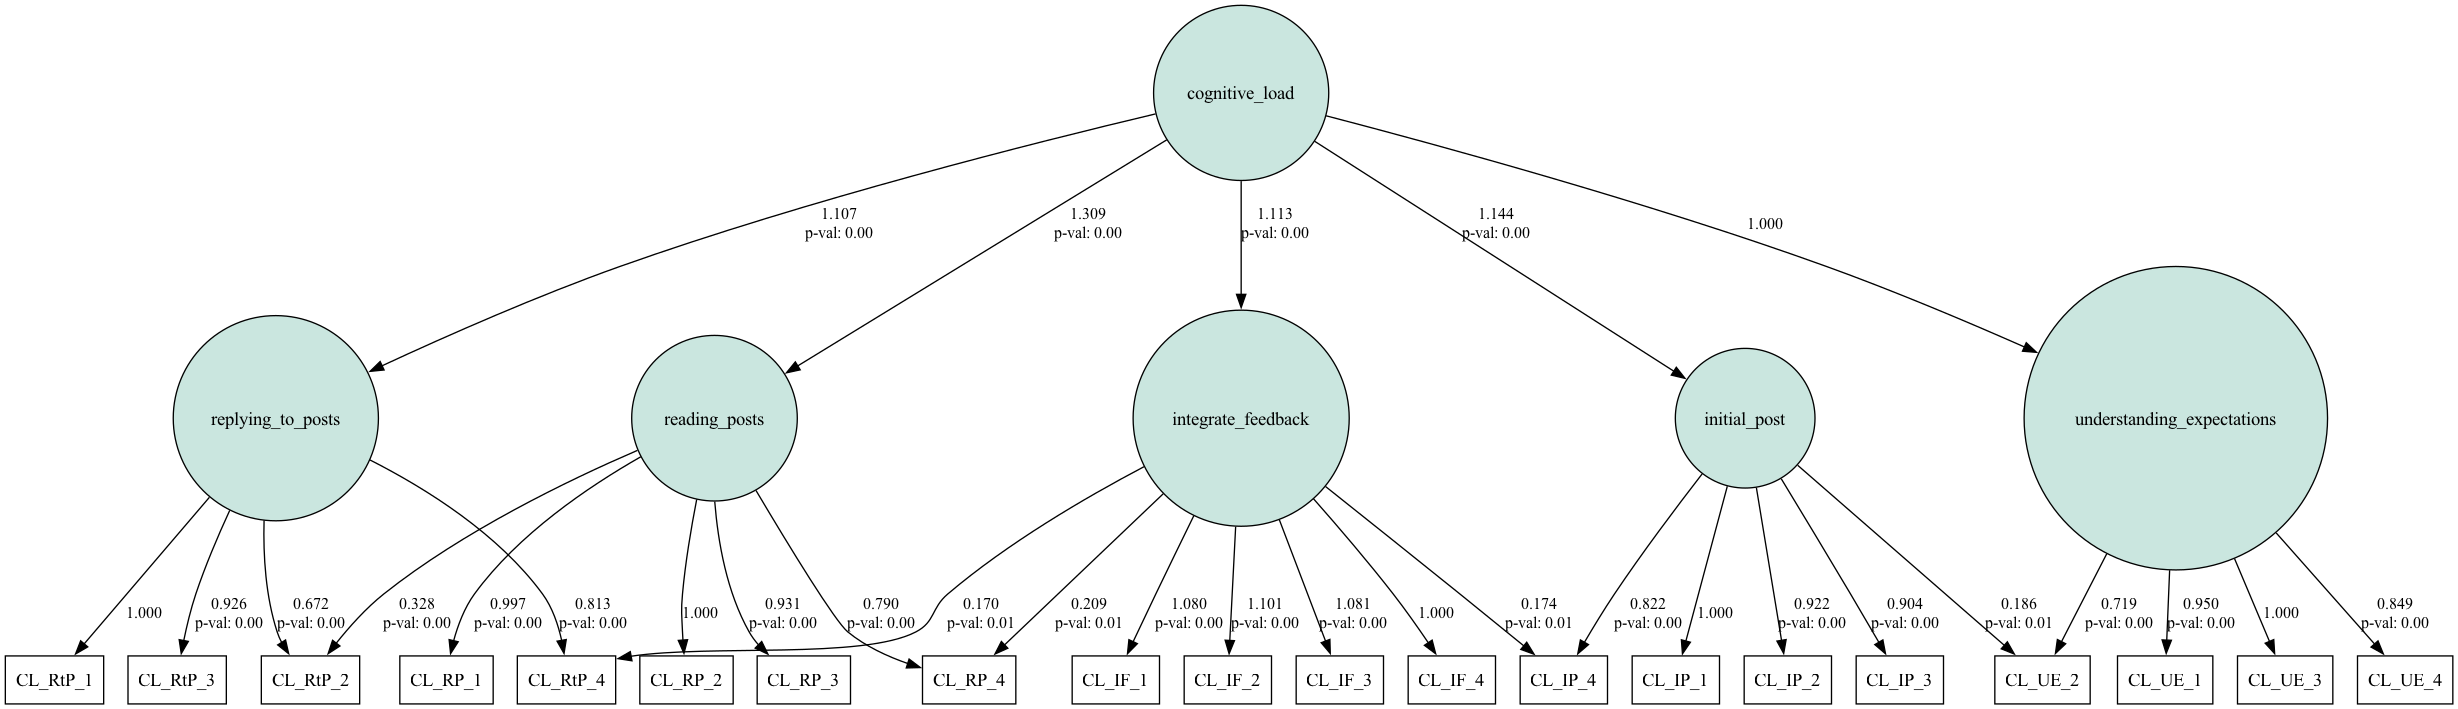 cognitive_load
1.107
p-val: 0.00
1.309
p-val: 0.00
1.113
p-val: 0.00
1.144
p-val: 0.00
1.000
replying_to_posts
reading_posts
integrate_feedback
initial_post
understanding_expectations
1.000
0.926
p-val: 0.00
0.672
p-val: 0.00
0.328
p-val: 0.00
0.997
p-val: 0.00
0.813
p-val: 0.00
1.000
0.931
p-val: 0.00
0.790
p-val: 0.00
0.170
p-val: 0.01
0.209
p-val: 0.01
1.080
p-val: 0.00
1.101
p-val: 0.00
1.081
p-val: 0.00
1.000
0.174
p-val: 0.01
0.822
p-val: 0.00
1.000
0.922
p-val: 0.00
0.904
p-val: 0.00
0.186
p-val: 0.01
0.719
p-val: 0.00
0.950
p-val: 0.00
1.000
0.849
p-val: 0.00
CL_RtP_1
CL_RtP_3
CL_RtP_2
CL_RP_1
CL_RtP_4
CL_RP_2
CL_RP_3
CL_RP_4
CL_IF_1
CL_IF_2
CL_IF_3
CL_IF_4
CL_IP_4
CL_IP_1
CL_IP_2
CL_IP_3
CL_UE_2
CL_UE_1
CL_UE_3
CL_UE_4